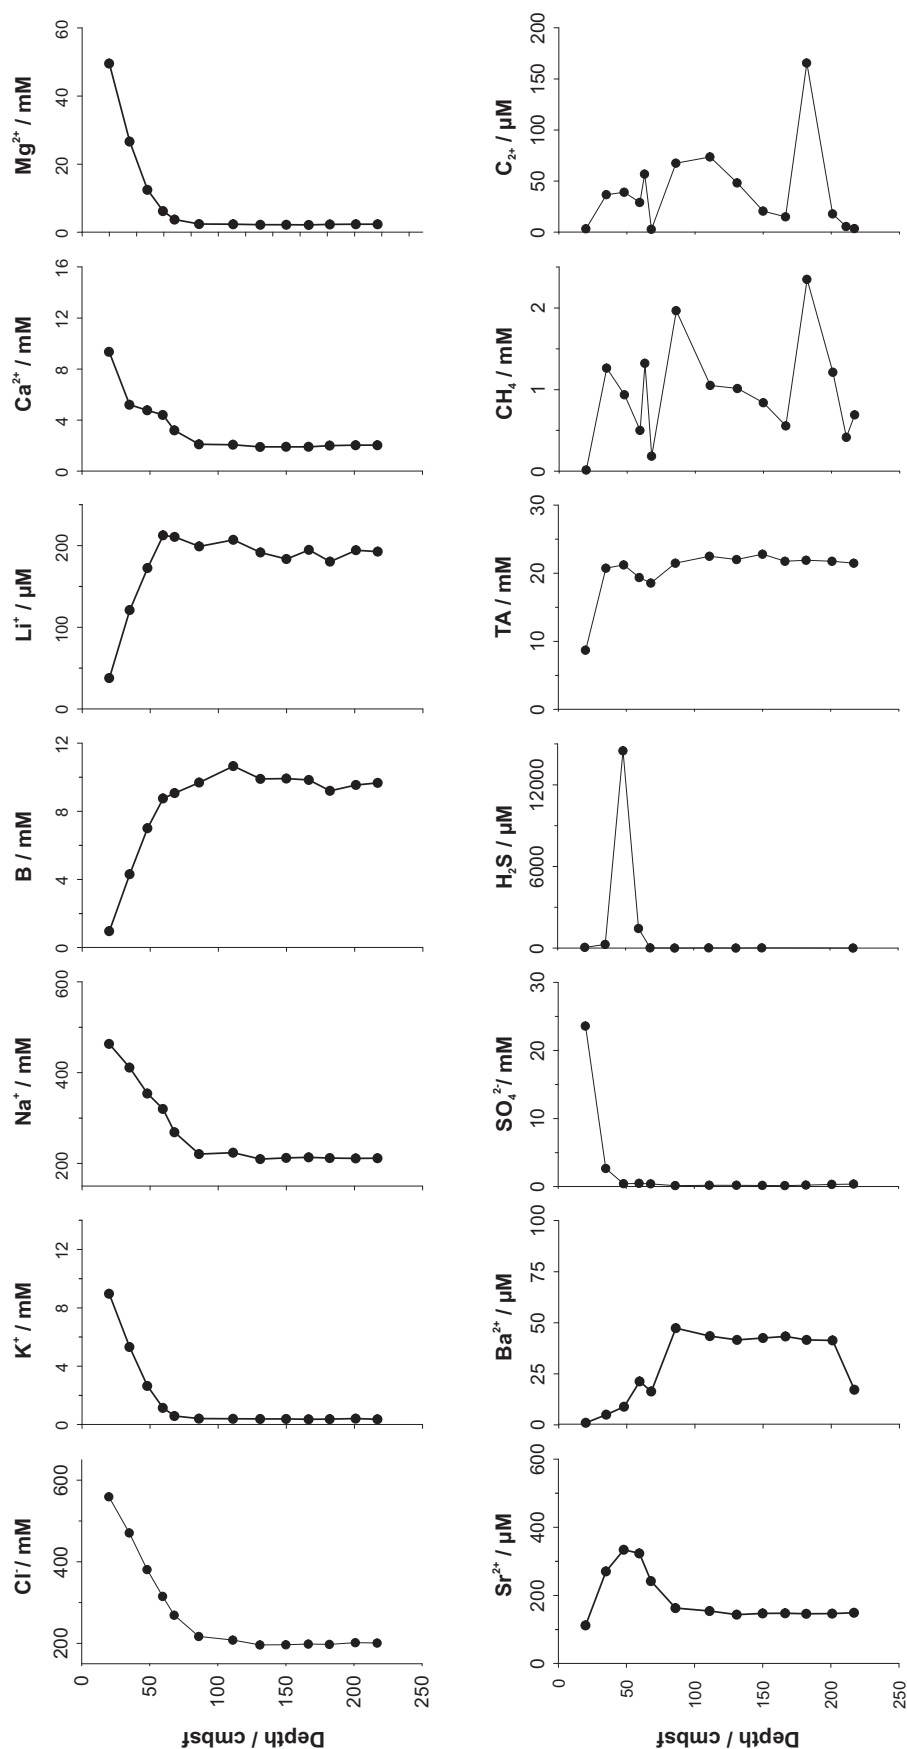 Cl⁻/ mM K⁺ / mM Na⁺ / mM B / mM Li⁺ / µM Ca²⁺ / mM Mg²⁺ / mM
200 400 600 0 4 8 12 200 400 600 0 4 8 12 0 100 200 0 4 8 12 16 0 20 40 60
0
50
100
150
200
250
Depth / cmbsf
Sr²⁺ / µM Ba²⁺ / µM SO₄²⁻/ mM H₂S / µM TA / mM CH₄ / mM C₂₊ / µM
0 200 400 600 0 25 50 75 100 0 10 20 30 0 6000 12000 0 10 20 30 0 1 2 0 50 100 150 200
0
50
100
150
200
250
Depth / cmbsf